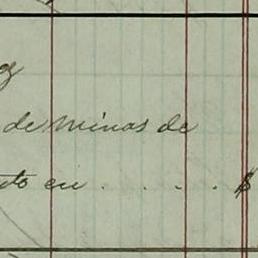 de minas de
to en . . . . $